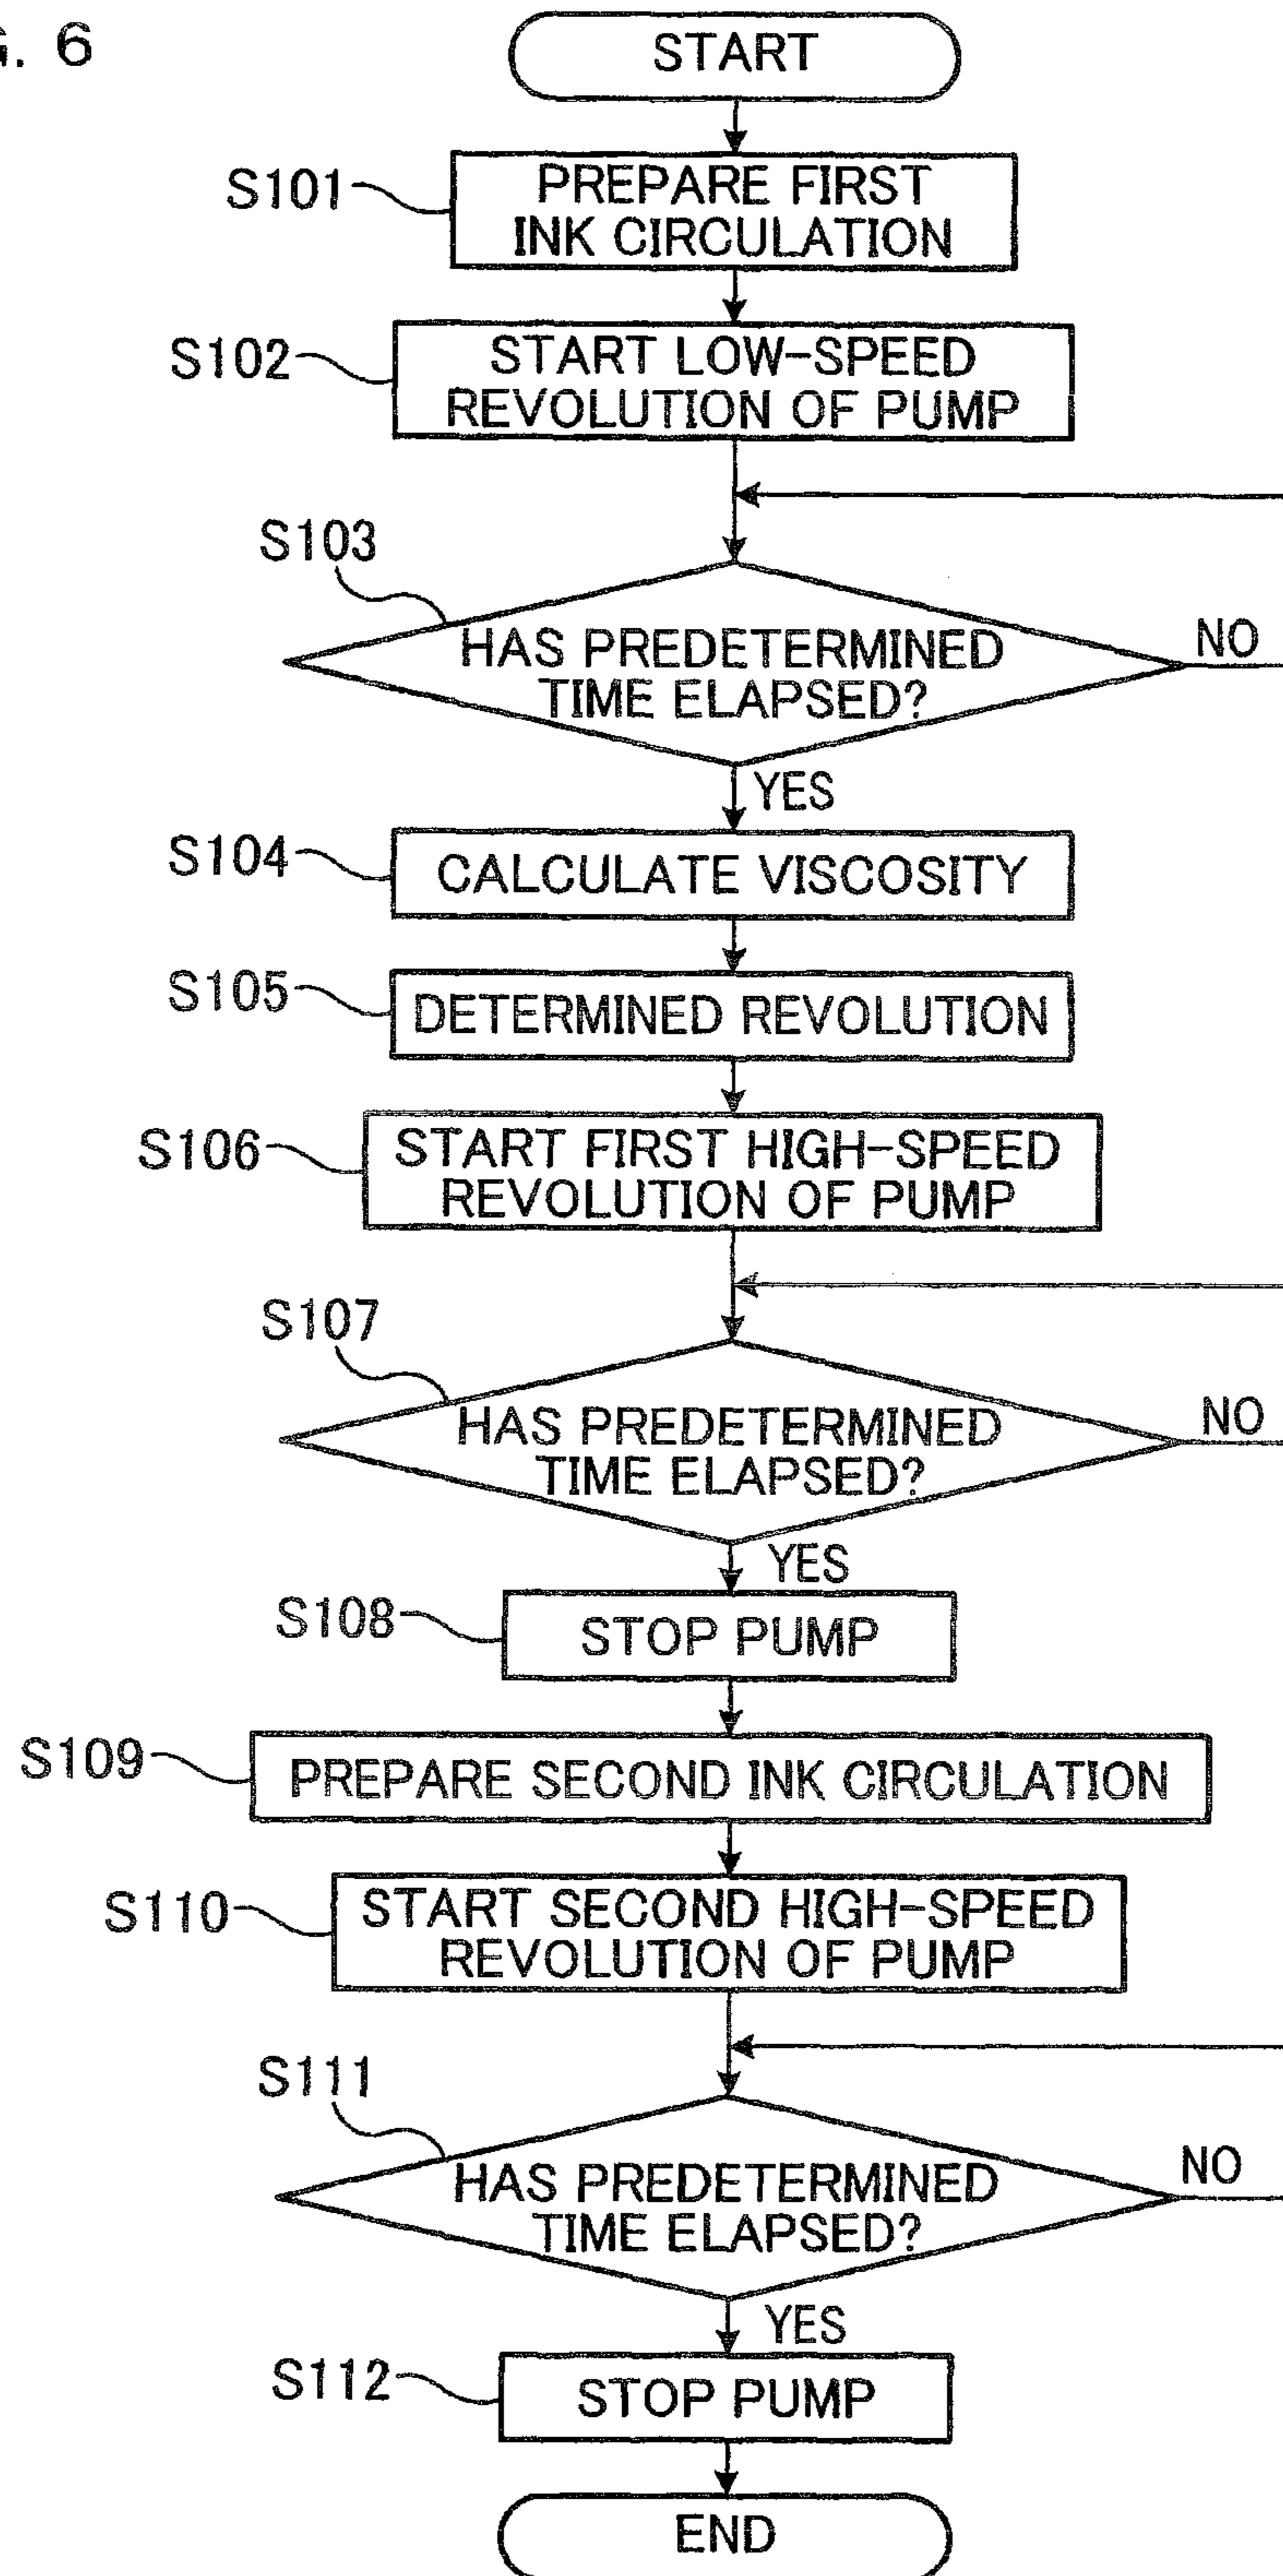 G. 6
START
S101
PREPARE FIRST
INK CIRCULATION
S102
START LOW-SPEED
REVOLUTION OF PUMP
S103
HAS PREDETERMINED
TIME ELAPSED?
NO
YES
S104
CALCULATE VISCOSITY
S105
DETERMINED REVOLUTION
S106
START FIRST HIGH-SPEED
REVOLUTION OF PUMP
S107
HAS PREDETERMINED
TIME ELAPSED?
NO
YES
S108
STOP PUMP
S109
PREPARE SECOND INK CIRCULATION
S110
START SECOND HIGH-SPEED
REVOLUTION OF PUMP
S111
HAS PREDETERMINED
TIME ELAPSED?
NO
YES
S112
STOP PUMP
END